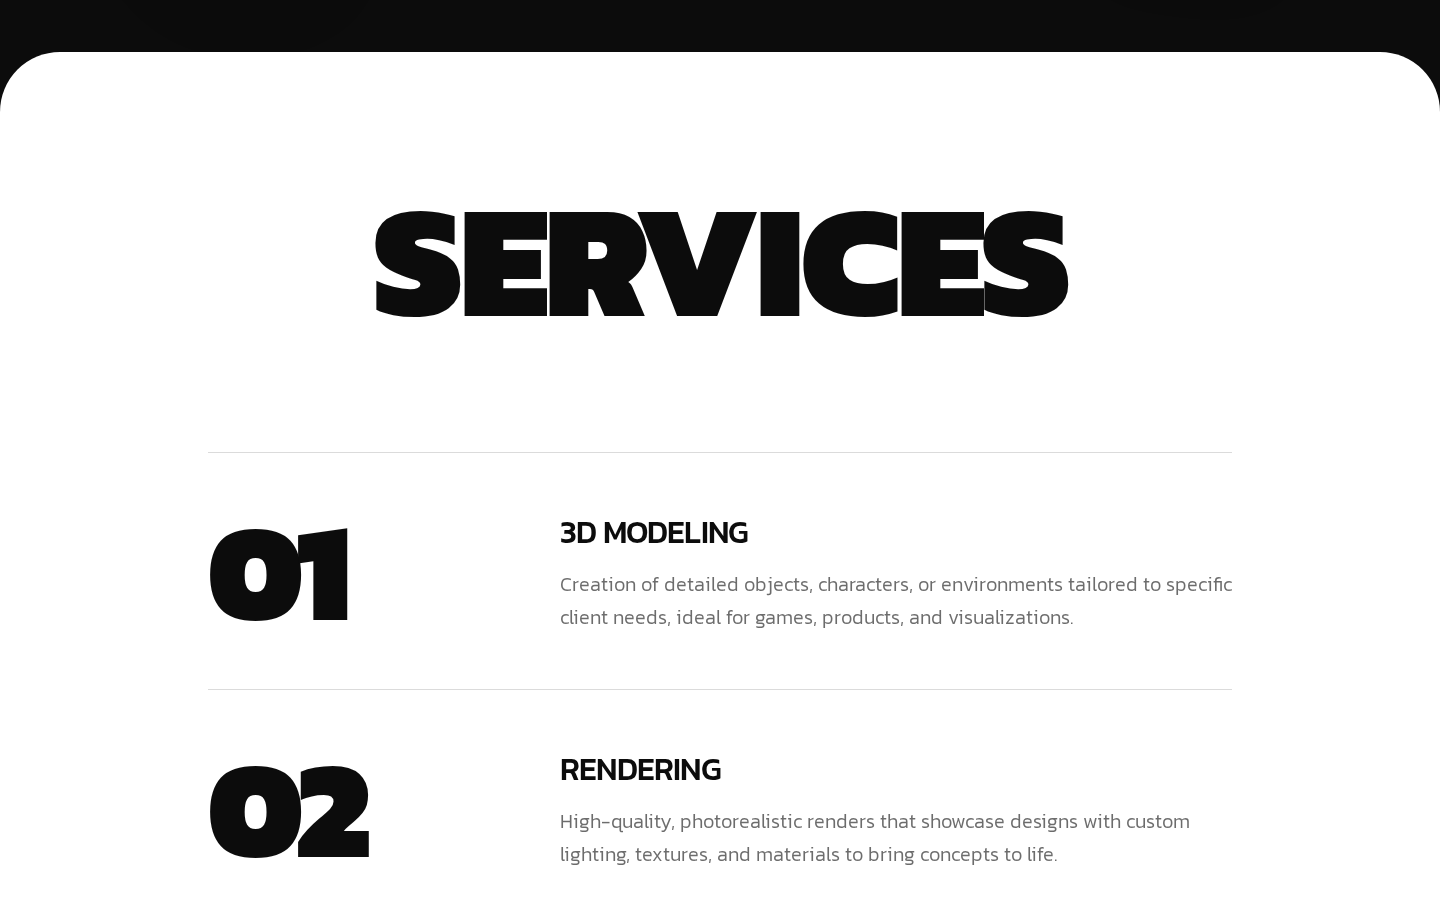 SERVICES
01
3D MODELING
Creation of detailed objects, characters, or environments tailored to specific
client needs, ideal for games, products, and visualizations.
02
RENDERING
High-quality, photorealistic renders that showcase designs with custom
lighting, textures, and materials to bring concepts to life.